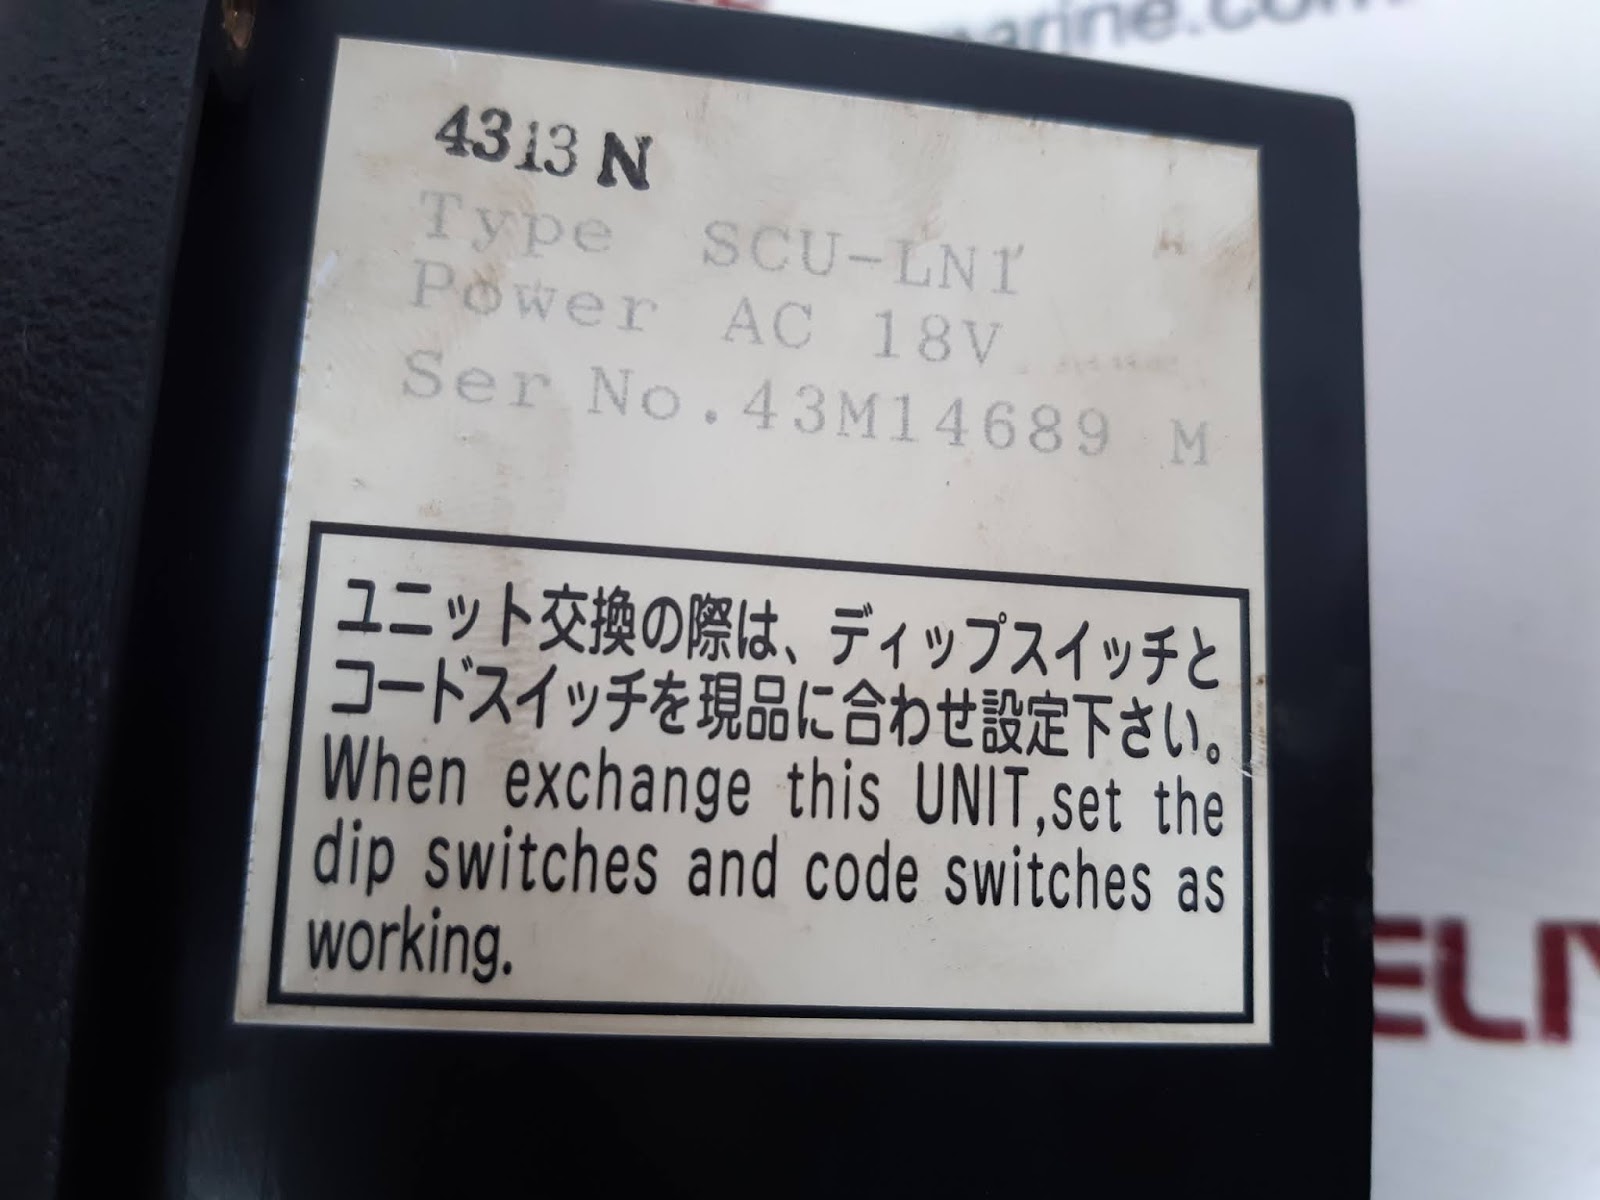 arine.com
4313 N
Type SCU-LN1
Power AC 18V
Ser No.43M14689 M
ユニット交換の際は、ディップスイッチと
コードスイッチを現品に合わせ設定下さい。
When exchange this UNIT,set the
dip switches and code switches as
working.